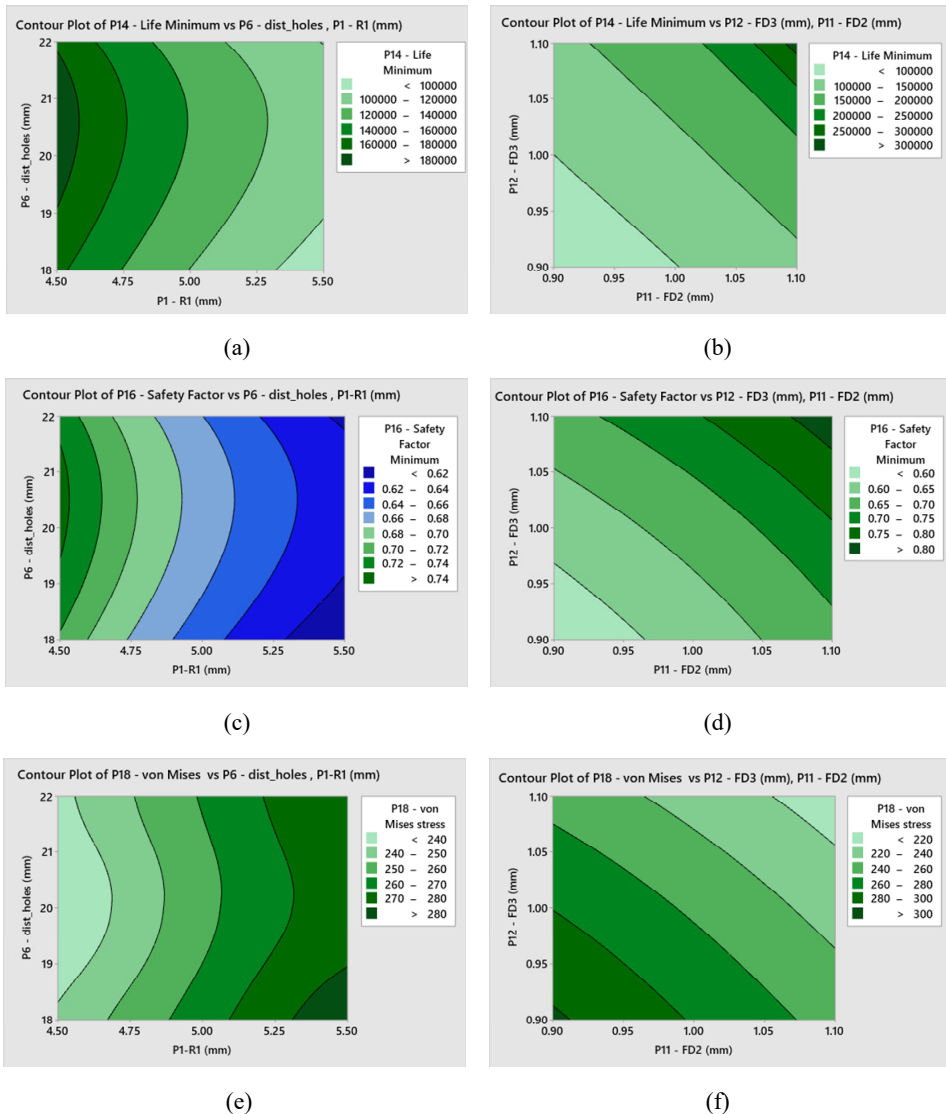 Contour Plot of P14 - Life Minimum vs P6 - dist_holes , P1 - R1 (mm)
22
21
20
19
18
P6 - dist_holes (mm)
4.50 4.75 5.00 5.25 5.50
P1 - R1 (mm)
P14 - Life
Minimum
< 100000
100000 – 120000
120000 – 140000
140000 – 160000
160000 – 180000
> 180000
(a)
Contour Plot of P14 - Life Minimum vs P12 - FD3 (mm), P11 - FD2 (mm)
1.10
1.05
1.00
0.95
0.90
P12 - FD3 (mm)
0.90 0.95 1.00 1.05 1.10
P11 - FD2 (mm)
P14 - Life Minimum
< 100000
100000 – 150000
150000 – 200000
200000 – 250000
250000 – 300000
> 300000
(b)
Contour Plot of P16 - Safety Factor vs P6 - dist_holes , P1-R1 (mm)
22
21
20
19
18
P6 - dist_holes (mm)
4.50 4.75 5.00 5.25 5.50
P1-R1 (mm)
P16 - Safety
Factor
Minimum
< 0.62
0.62 – 0.64
0.64 – 0.66
0.66 – 0.68
0.68 – 0.70
0.70 – 0.72
0.72 – 0.74
> 0.74
(c)
Contour Plot of P16 - Safety Factor vs P12 - FD3 (mm), P11 - FD2 (mm)
1.10
1.05
1.00
0.95
0.90
P12 - FD3 (mm)
0.90 0.95 1.00 1.05 1.10
P11 - FD2 (mm)
P16 - Safety
Factor
Minimum
< 0.60
0.60 – 0.65
0.65 – 0.70
0.70 – 0.75
0.75 – 0.80
> 0.80
(d)
Contour Plot of P18 - von Mises vs P6 - dist_holes , P1-R1 (mm)
22
21
20
19
18
P6 - dist_holes (mm)
4.50 4.75 5.00 5.25 5.50
P1-R1 (mm)
P18 - von
Mises stress
< 240
240 – 250
250 – 260
260 – 270
270 – 280
> 280
(e)
Contour Plot of P18 - von Mises vs P12 - FD3 (mm), P11 - FD2 (mm)
1.10
1.05
1.00
0.95
0.90
P12 - FD3 (mm)
0.90 0.95 1.00 1.05 1.10
P11 - FD2 (mm)
P18 - von
Mises stress
< 220
220 – 240
240 – 260
260 – 280
280 – 300
> 300
(f)